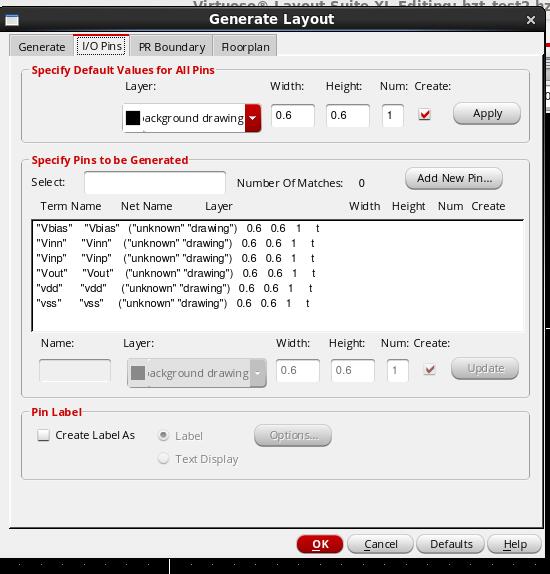 Virtuoso® Layout Suite XL Editing: hzt_test2 hz
Generate Layout
Generate I/O Pins PR Boundary Floorplan
Specify Default Values for All Pins
Layer: Width: Height: Num: Create:
ackground drawing 0.6 0.6 1 Apply
Specify Pins to be Generated
Select: Number Of Matches: 0 Add New Pin...
Term Name Net Name Layer Width Height Num Create
"Vbias" "Vbias" ("unknown" "drawing") 0.6 0.6 1 t
"Vinn" "Vinn" ("unknown" "drawing") 0.6 0.6 1 t
"Vinp" "Vinp" ("unknown" "drawing") 0.6 0.6 1 t
"Vout" "Vout" ("unknown" "drawing") 0.6 0.6 1 t
"vdd" "vdd" ("unknown" "drawing") 0.6 0.6 1 t
"vss" "vss" ("unknown" "drawing") 0.6 0.6 1 t
Name: Layer: Width: Height: Num: Create:
ackground drawing 0.6 0.6 1 Update
Pin Label
Create Label As Label Options...
Text Display
OK Cancel Defaults Help